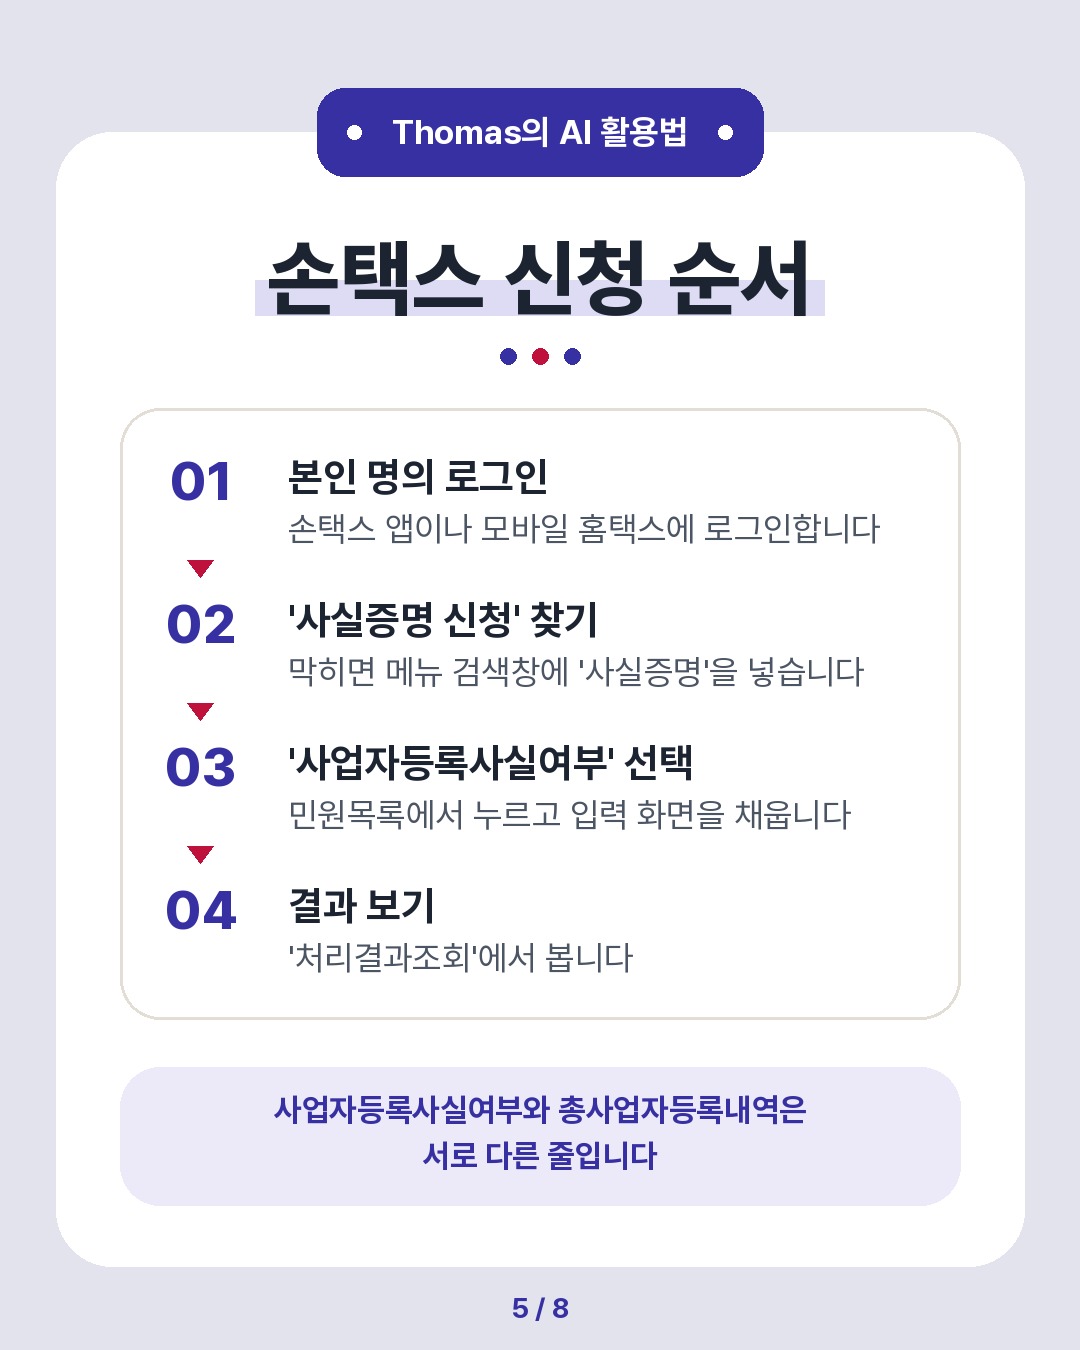 Thomas의 AI 활용법
손택스 신청 순서
01
본인 명의 로그인
손택스 앱이나 모바일 홈택스에 로그인합니다
02
'사실증명 신청' 찾기
막히면 메뉴 검색창에 '사실증명'을 넣습니다
03
'사업자등록사실여부' 선택
민원목록에서 누르고 입력 화면을 채웁니다
04
결과 보기
'처리결과조회'에서 봅니다
사업자등록사실여부와 총사업자등록내역은
서로 다른 줄입니다
5 / 8